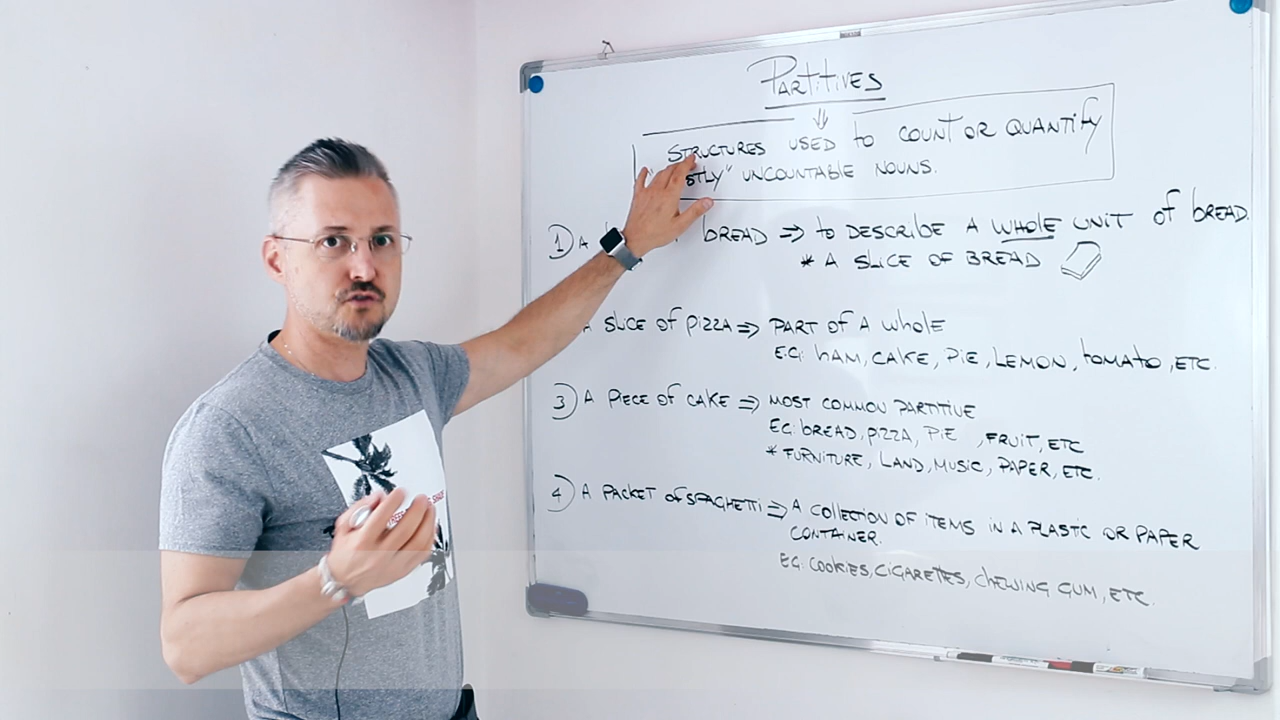 PARTITIVES
STRUCTURES USED to COUNT OR QUANTIFY
UNCOUNTABLE NOUNS.
1) A BREAD ⇒ to DESCRIBE A WHOLE UNIT of BREAD.
* A SLICE OF BREAD
A SLICE OF PIZZA ⇒ PART OF A WHOLE
E.G: HAM, CAKE, PIE, LEMON, tomato, ETC.
3) A PIECE OF CAKE ⇒ MOST COMMON PARTITIVE
EG: BREAD, PIZZA, PIE , FRUIT, ETC
* FURNITURE, LAND, MUSIC, PAPER, ETC.
4) A PACKET OF SPAGHETTI ⇒ A COLLECTION OF ITEMS IN A PLASTIC OR PAPER
CONTAINER.
EG: COOKIES, CIGARETTES, CHEWING GUM, ETC.